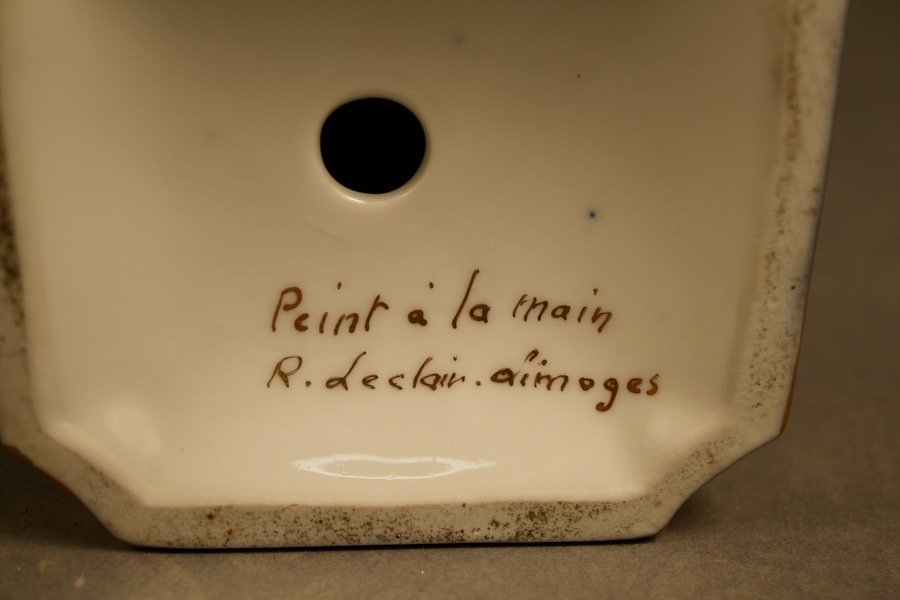 Peint à la main
R. Leclair. Limoges